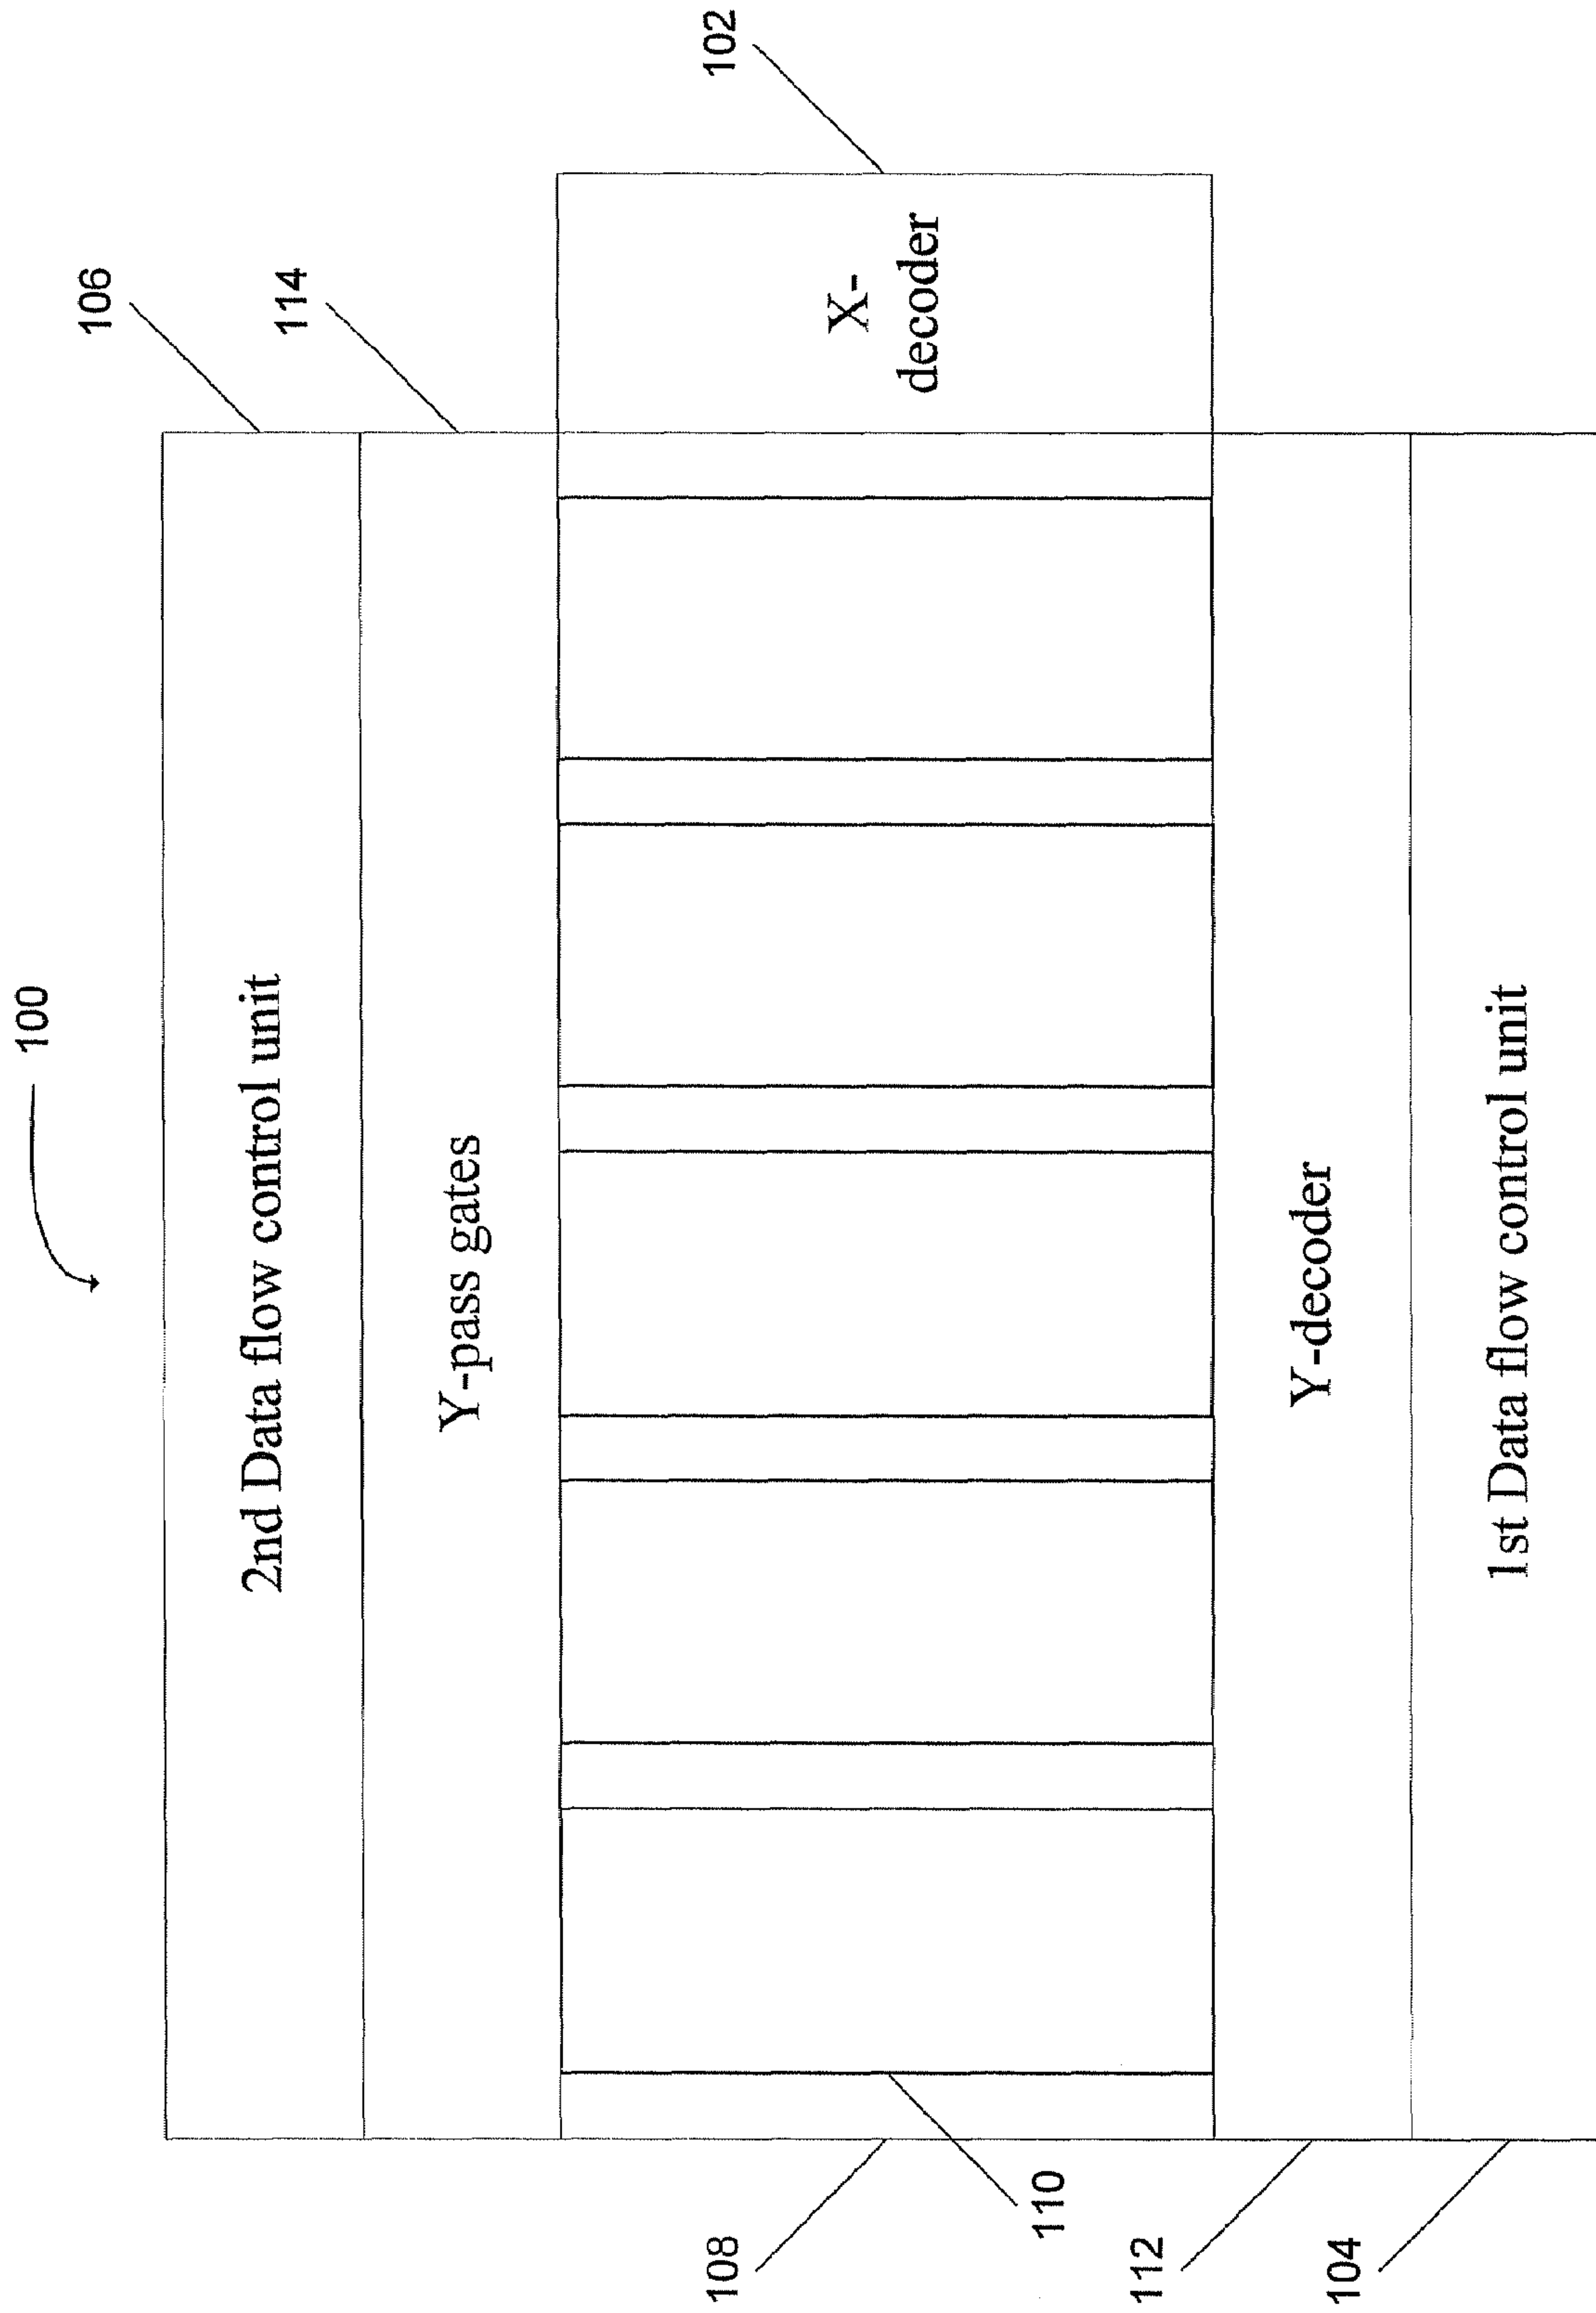 100
106
2nd Data flow control unit
114
Y-pass gates
102
X-
decoder
108
110
112
Y-decoder
104
1st Data flow control unit